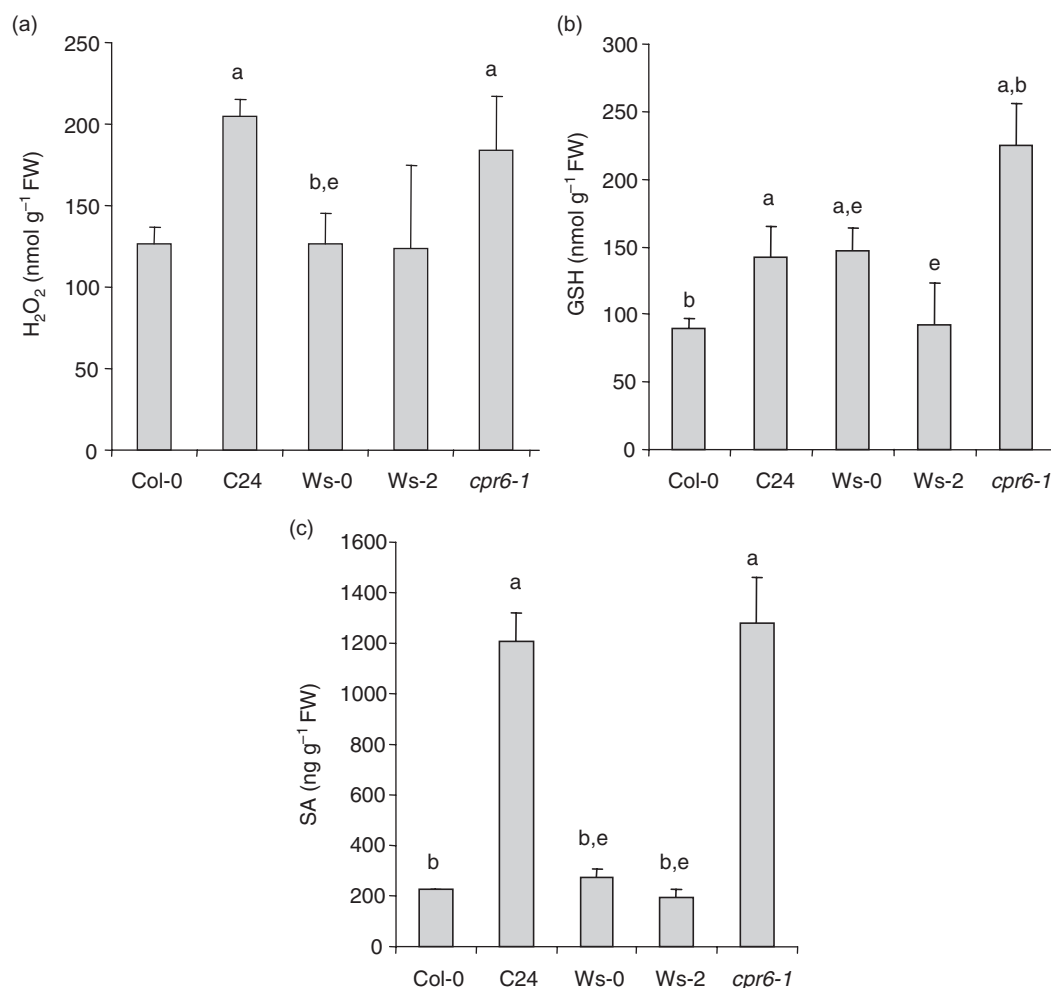 (a)
H₂O₂ (nmol g⁻¹ FW)
250
200
150
100
50
0
a
b,e
a
Col-0 C24 Ws-0 Ws-2 cpr6-1
(b)
GSH (nmol g⁻¹ FW)
300
250
200
150
100
50
0
b
a
a,e
e
a,b
Col-0 C24 Ws-0 Ws-2 cpr6-1
(c)
SA (ng g⁻¹ FW)
1600
1400
1200
1000
800
600
400
200
0
b
a
b,e
b,e
a
Col-0 C24 Ws-0 Ws-2 cpr6-1